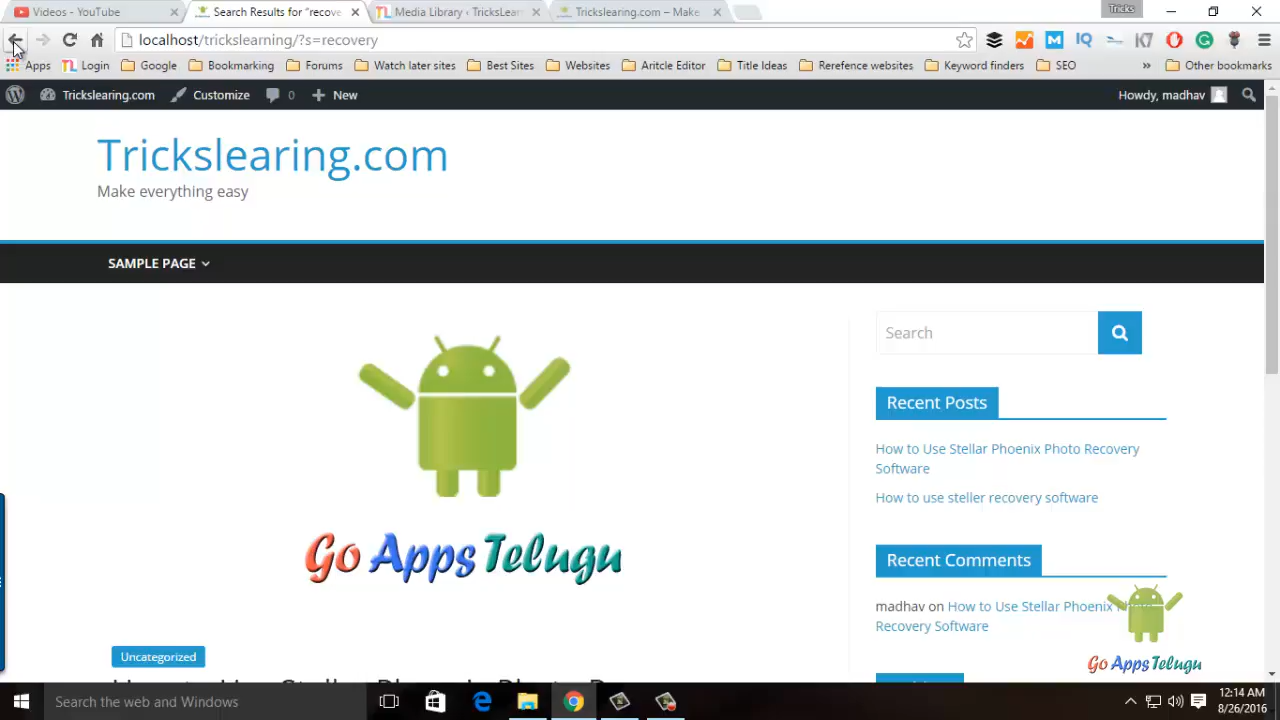 Videos - YouTube
Search Results for “recove
Media Library ‹ TricksLear
Trickslearing.com – Make
Tricks
localhost/trickslearning/?s=recovery
Apps
Login
Google
Bookmarking
Forums
Watch later sites
Best Sites
Websites
Aritcle Editor
Title Ideas
Rerefence websites
Keyword finders
SEO
»
Other bookmarks
Trickslearing.com
Customize
0
New
Howdy, madhav
Trickslearing.com
Make everything easy
SAMPLE PAGE
Go Apps Telugu
Uncategorized
Search
Recent Posts
How to Use Stellar Phoenix Photo Recovery
Software
How to use steller recovery software
Recent Comments
madhav on How to Use Stellar Phoenix Photo
Recovery Software
Go Apps Telugu
Search the web and Windows
12:14 AM
8/26/2016